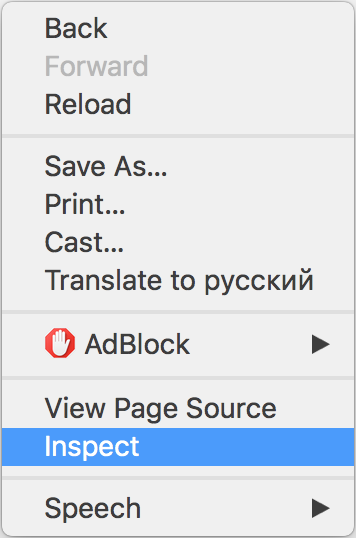 Back
Forward
Reload
Save As...
Print...
Cast...
Translate to русский
AdBlock
View Page Source
Inspect
Speech